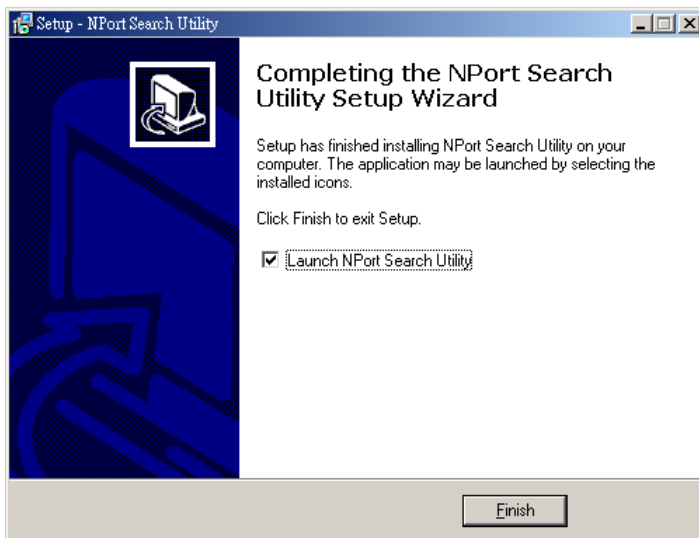 Setup - NPort Search Utility
Completing the NPort Search
Utility Setup Wizard
Setup has finished installing NPort Search Utility on your
computer. The application may be launched by selecting the
installed icons.
Click Finish to exit Setup.
Launch NPort Search Utility
Finish